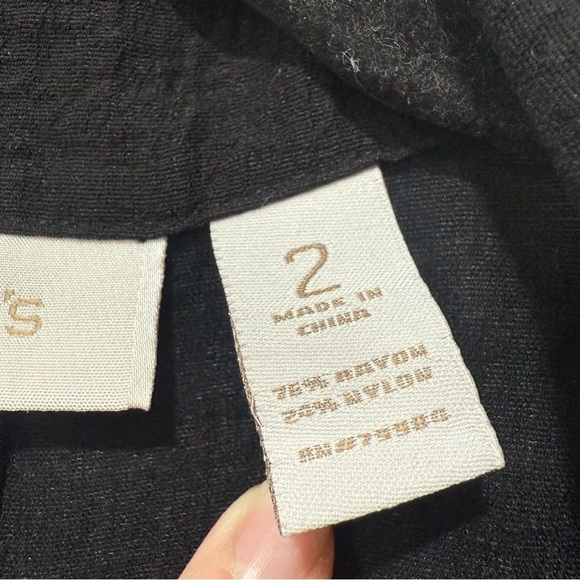 'S
2
MADE IN
CHINA
76% RAYON
24% NYLON